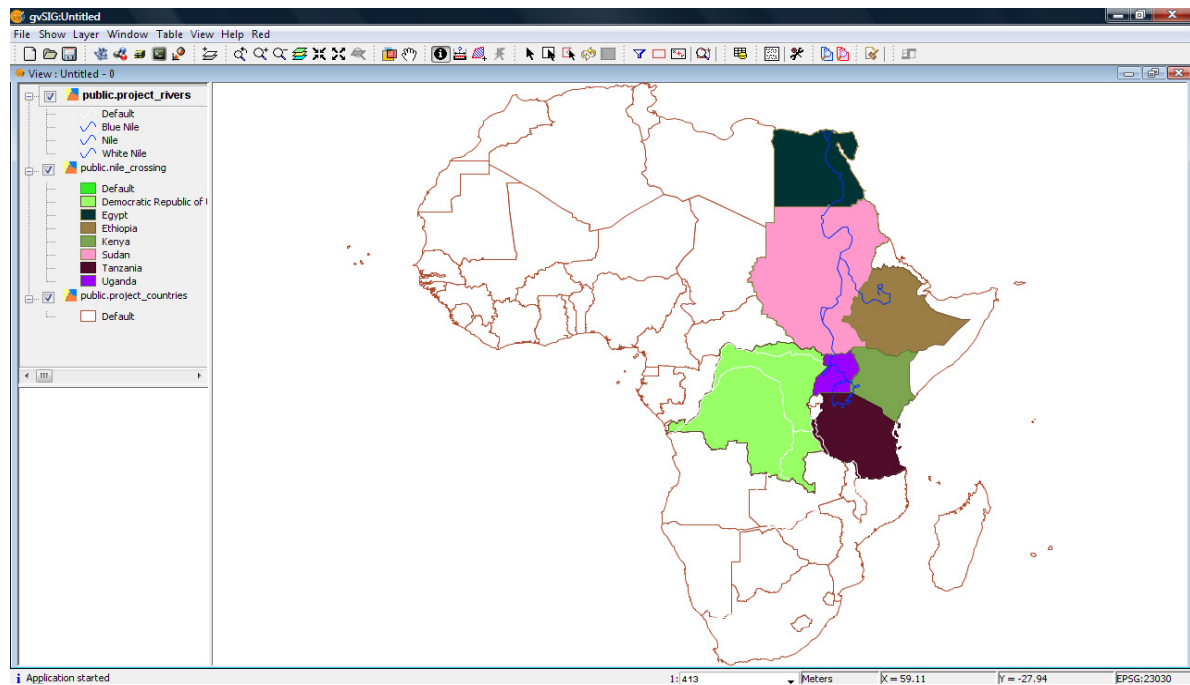 gvSIG:Untitled
File Show Layer Window Table View Help Red
View : Untitled - 0
public.project_rivers
Default
Blue Nile
Nile
White Nile
public.nile_crossing
Default
Democratic Republic of
Egypt
Ethiopia
Kenya
Sudan
Tanzania
Uganda
public.project_countries
Default
Application started
1: 413
Meters
X = 59.11
Y = -27.94
EPSG:23030